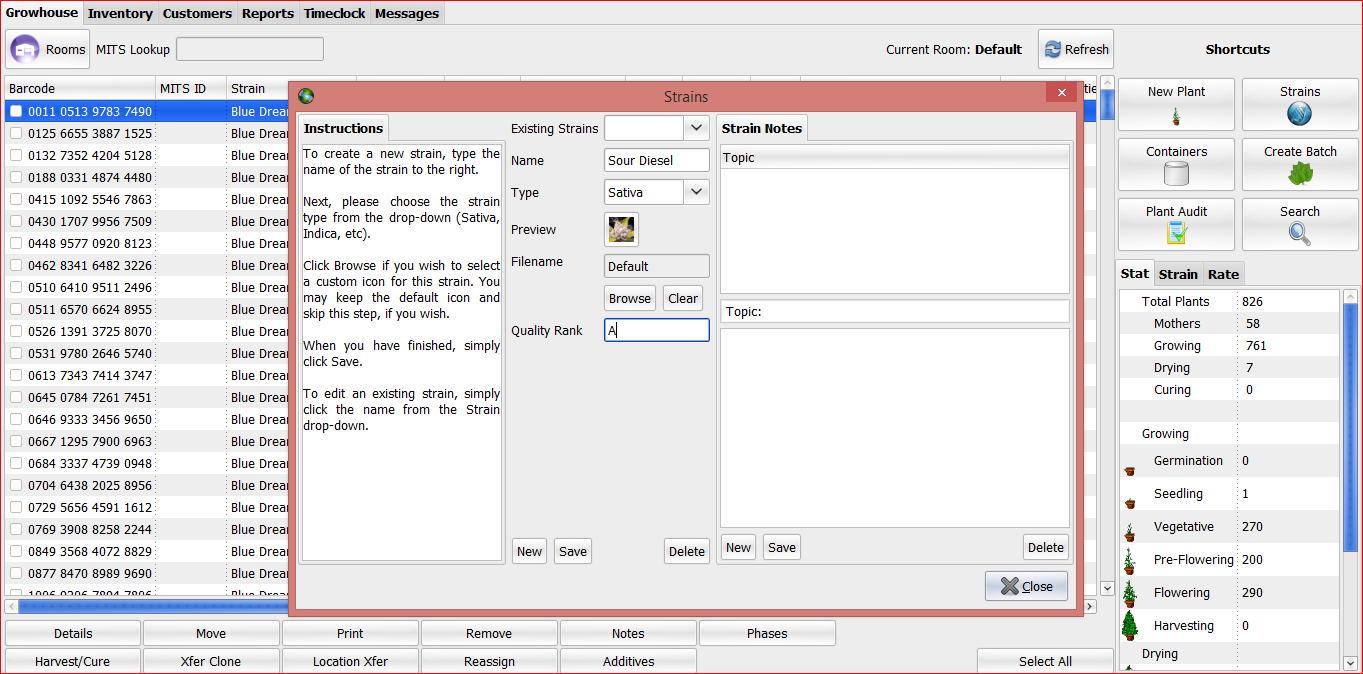 Growhouse Inventory Customers Reports Timeclock Messages
Rooms MITS Lookup Current Room: Default Refresh Shortcuts
Barcode MITS ID Strain
0011 0513 9783 7490 Blue Drea
0125 6655 3887 1525 Blue Drea
0132 7352 4204 5128 Blue Drea
0188 0331 4874 4480 Blue Drea
0415 1092 5546 7863 Blue Drea
0430 1707 9956 7509 Blue Drea
0448 9577 0920 8123 Blue Drea
0462 8341 6482 3226 Blue Drea
0510 6410 9511 2496 Blue Drea
0511 6570 6624 8955 Blue Drea
0526 1391 3725 8070 Blue Drea
0531 9780 2646 5740 Blue Drea
0613 7343 7414 3747 Blue Drea
0645 0784 7261 7451 Blue Drea
0646 9333 3456 9650 Blue Drea
0667 1295 7900 6963 Blue Drea
0684 3337 4739 0948 Blue Drea
0704 6438 2025 8956 Blue Drea
0729 5656 4591 1612 Blue Drea
0769 3908 8258 2244 Blue Drea
0849 3568 4072 8829 Blue Drea
0877 8470 8989 9690 Blue Drea
Strains
Instructions
To create a new strain, type the
name of the strain to the right.
Next, please choose the strain
type from the drop-down (Sativa,
Indica, etc).
Click Browse if you wish to select
a custom icon for this strain. You
may keep the default icon and
skip this step, if you wish.
When you have finished, simply
click Save.
To edit an existing strain, simply
click the name from the Strain
drop-down.
Existing Strains
Name Sour Diesel
Type Sativa
Preview
Filename Default
Browse Clear
Quality Rank A
New Save Delete
Strain Notes
Topic
Topic:
New Save Delete
Close
New Plant Strains
Containers Create Batch
Plant Audit Search
Stat Strain Rate
Total Plants 826
Mothers 58
Growing 761
Drying 7
Curing 0
Growing
Germination 0
Seedling 1
Vegetative 270
Pre-Flowering 200
Flowering 290
Harvesting 0
Drying
Details Move Print Remove Notes Phases
Harvest/Cure Xfer Clone Location Xfer Reassign Additives Select All